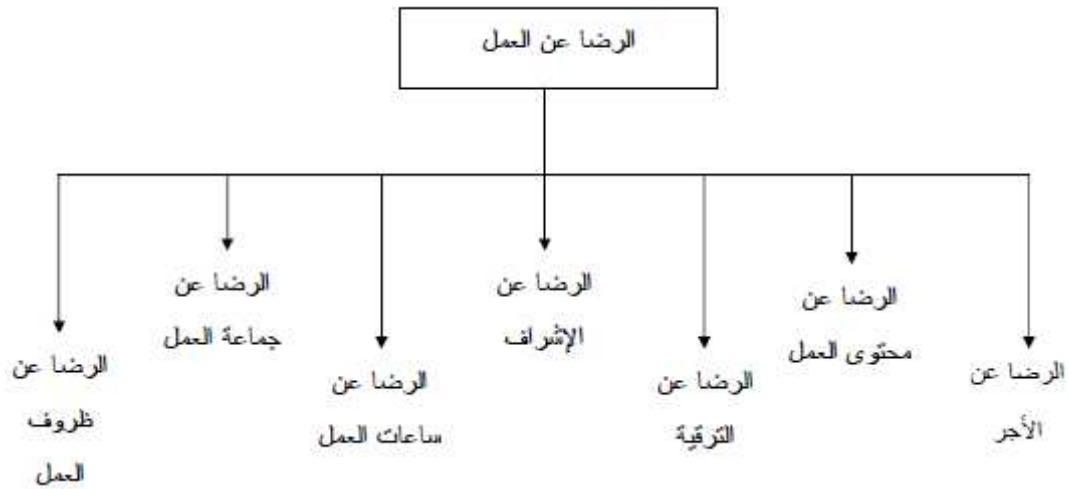 الرضا عن العمل
الرضا عن
الأجر
الرضا عن
محتوى العمل
الرضا عن
الترقية
الرضا عن
الإشراف
الرضا عن
ساعات العمل
الرضا عن
جماعة العمل
الرضا عن
ظروف
العمل